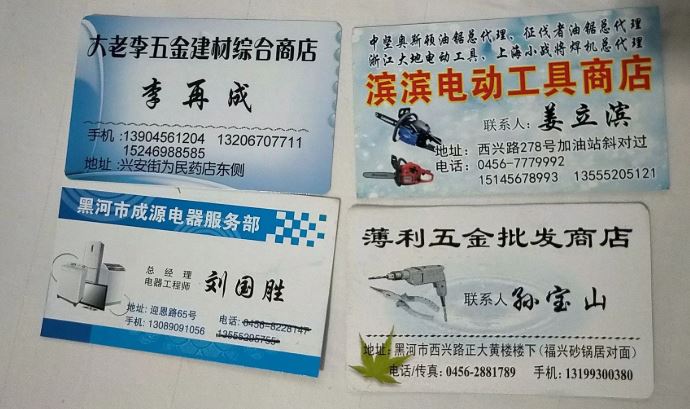 大老李五金建材综合商店
李再成
手机:13904561204 13206707711
15246988585
地址:兴安街为民药店东侧
中坚奥斯顿油锯总代理、征伐者油锯总代理
浙江大地电动工具、上海小战将焊机总代理
滨滨电动工具商店
联系人:姜立滨
地址:西兴路278号加油站斜对过
电话:0456-7779992
15145678993 13555205121
黑河市成源电器服务部
总经理
电器工程师
刘国胜
地址:迎恩路65号
手机:13089091056
电话:0456-8228147
13555205755
薄利五金批发商店
联系人 孙宝山
地址:黑河市西兴路正大黄楼楼下(福兴砂锅居对面)
电话/传真:0456-2881789 手机:13199300380